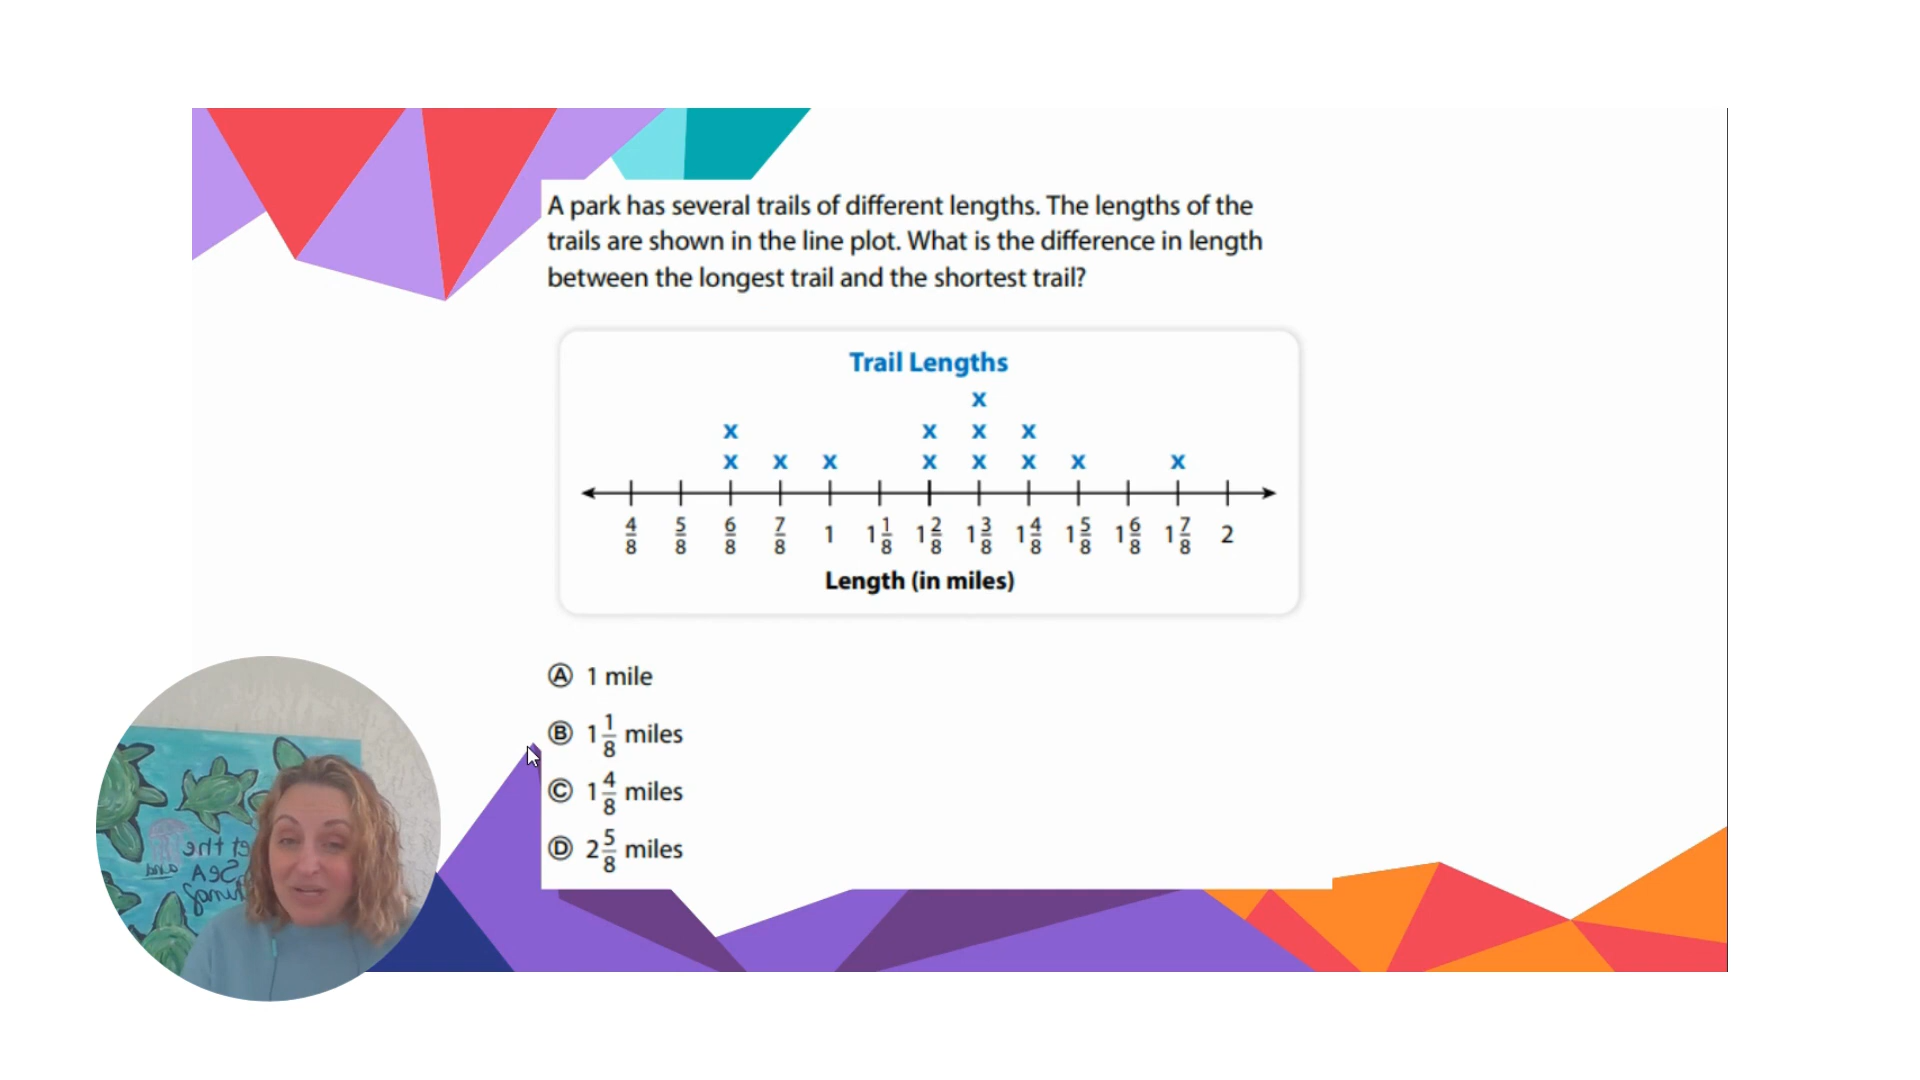 A park has several trails of different lengths. The lengths of the
trails are shown in the line plot. What is the difference in length
between the longest trail and the shortest trail?
Trail Lengths
x
x x x x
x x x x x x x x
4/8 5/8 6/8 7/8 1 1 1/8 1 2/8 1 3/8 1 4/8 1 5/8 1 6/8 1 7/8 2
Length (in miles)
A 1 mile
B 1 1/8 miles
C 1 4/8 miles
D 2 5/8 miles
the
Sea and